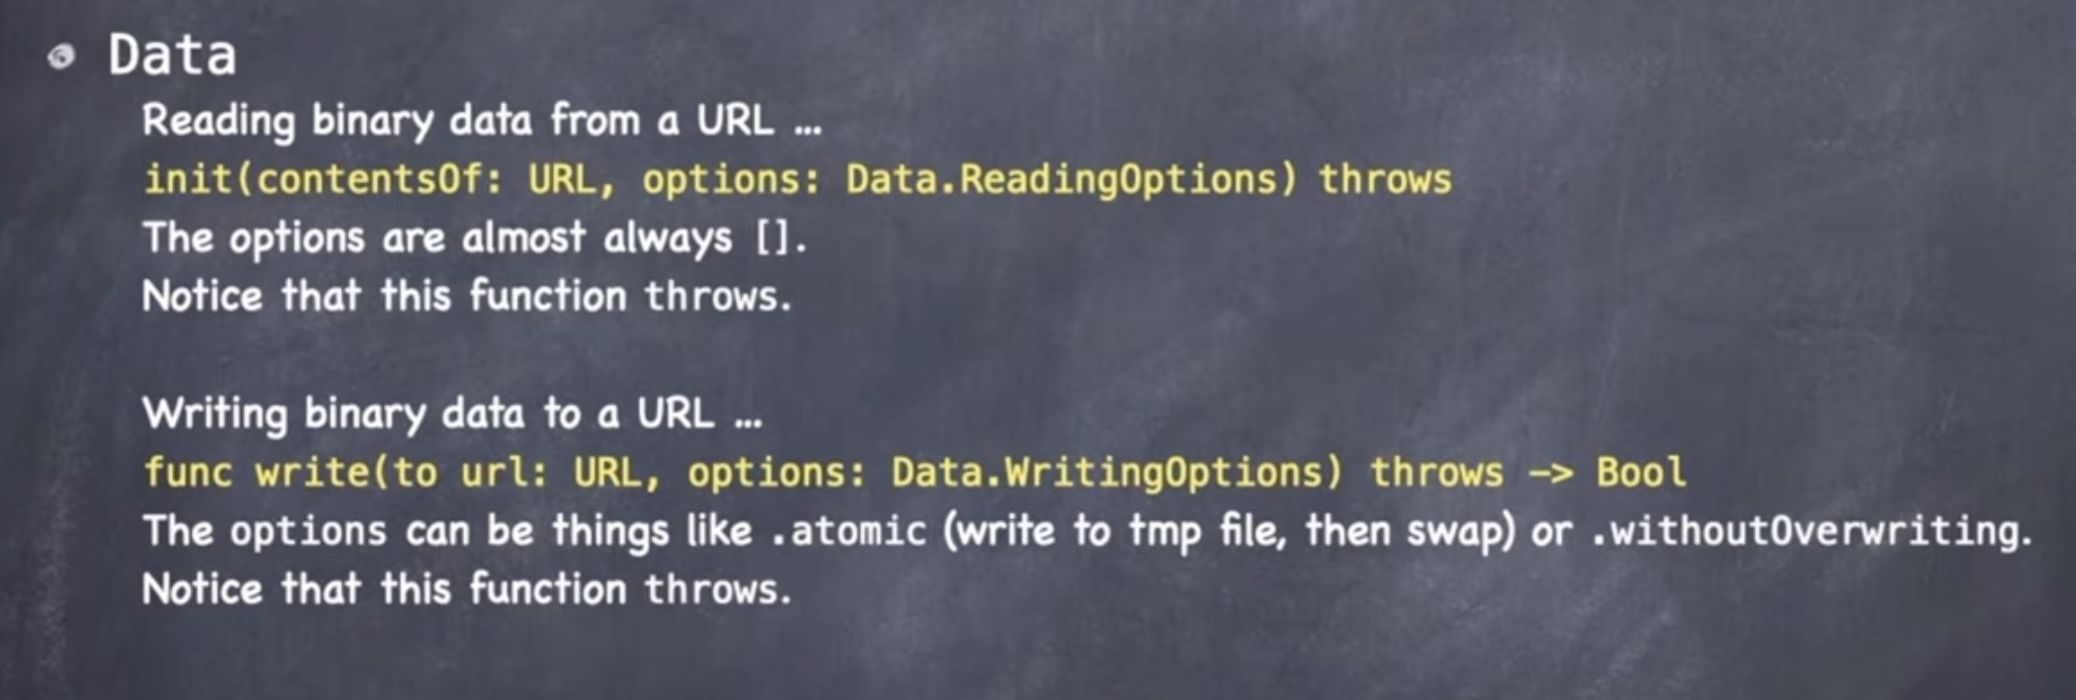 Data
Reading binary data from a URL …
init(contentsOf: URL, options: Data.ReadingOptions) throws
The options are almost always [].
Notice that this function throws.
Writing binary data to a URL …
func write(to url: URL, options: Data.WritingOptions) throws -> Bool
The options can be things like .atomic (write to tmp file, then swap) or .withoutOverwriting.
Notice that this function throws.